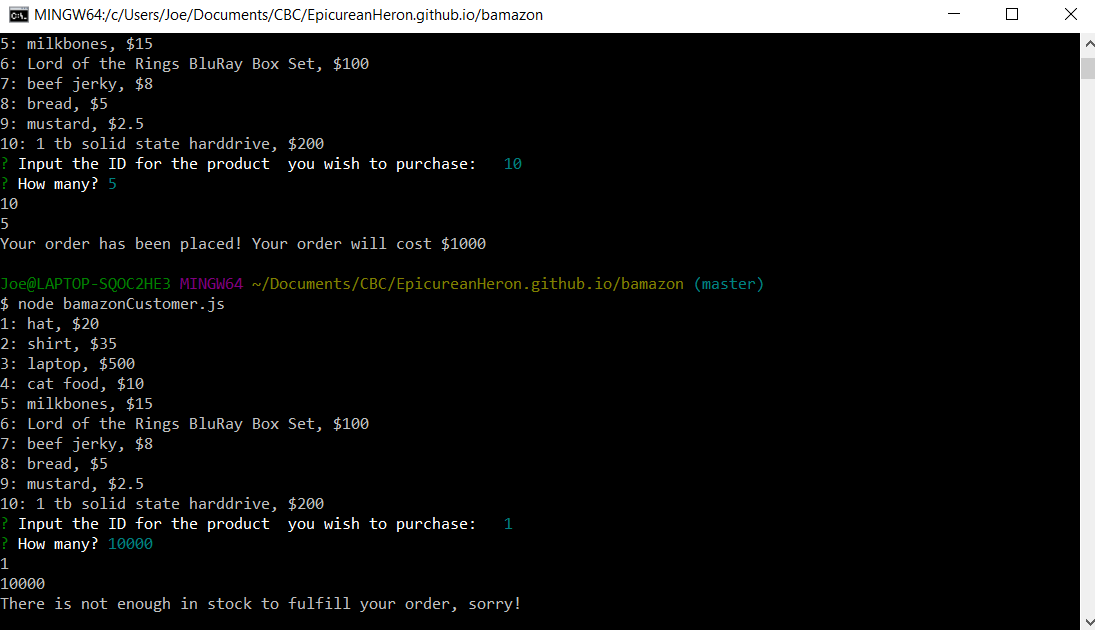 MINGW64:/c/Users/Joe/Documents/CBC/EpicureanHeron.github.io/bamazon
5: milkbones, $15
6: Lord of the Rings BluRay Box Set, $100
7: beef jerky, $8
8: bread, $5
9: mustard, $2.5
10: 1 tb solid state harddrive, $200
? Input the ID for the product  you wish to purchase:   10
? How many? 5
10
5
Your order has been placed! Your order will cost $1000
Joe@LAPTOP-SQOC2HE3 MINGW64 ~/Documents/CBC/EpicureanHeron.github.io/bamazon (master)
$ node bamazonCustomer.js
1: hat, $20
2: shirt, $35
3: laptop, $500
4: cat food, $10
5: milkbones, $15
6: Lord of the Rings BluRay Box Set, $100
7: beef jerky, $8
8: bread, $5
9: mustard, $2.5
10: 1 tb solid state harddrive, $200
? Input the ID for the product  you wish to purchase:   1
? How many? 10000
1
10000
There is not enough in stock to fulfill your order, sorry!